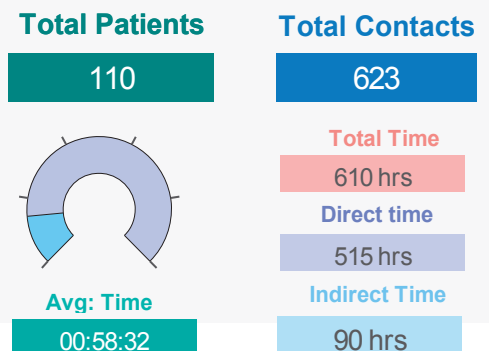 Total Patients
110
Total Contacts
623
Total Time
610 hrs
Direct time
515 hrs
Avg: Time
00:58:32
Indirect Time
90 hrs